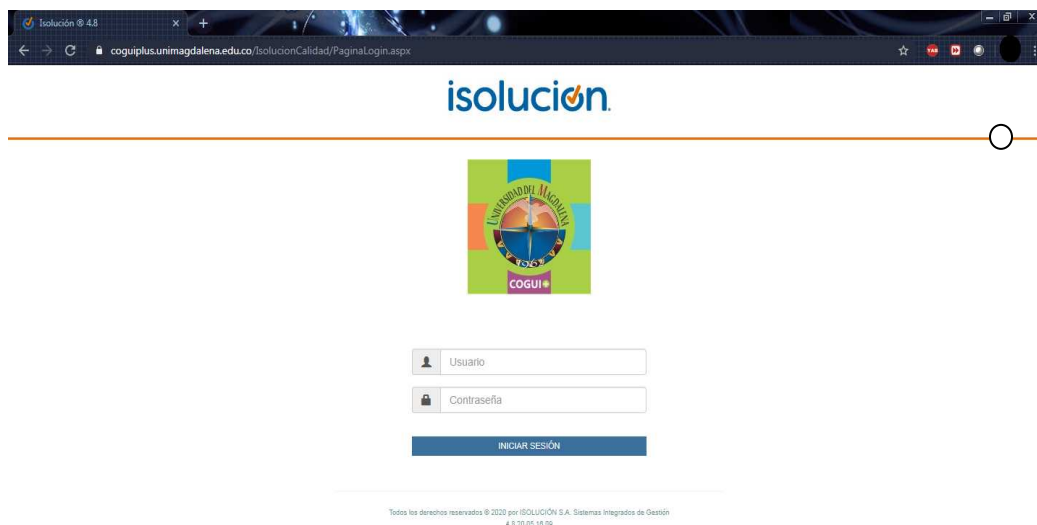 Isolución ® 4.8
coguiplus.unimagdalena.edu.co/IsolucionCalidad/PaginaLogin.aspx
isolución.
UNIVERSIDAD DEL MAGDALENA
1962
COGUI+
Usuario
Contraseña
INICIAR SESIÓN
Todos los derechos reservados ® 2020 por ISOLUCIÓN S.A. Sistemas Integrados de Gestión